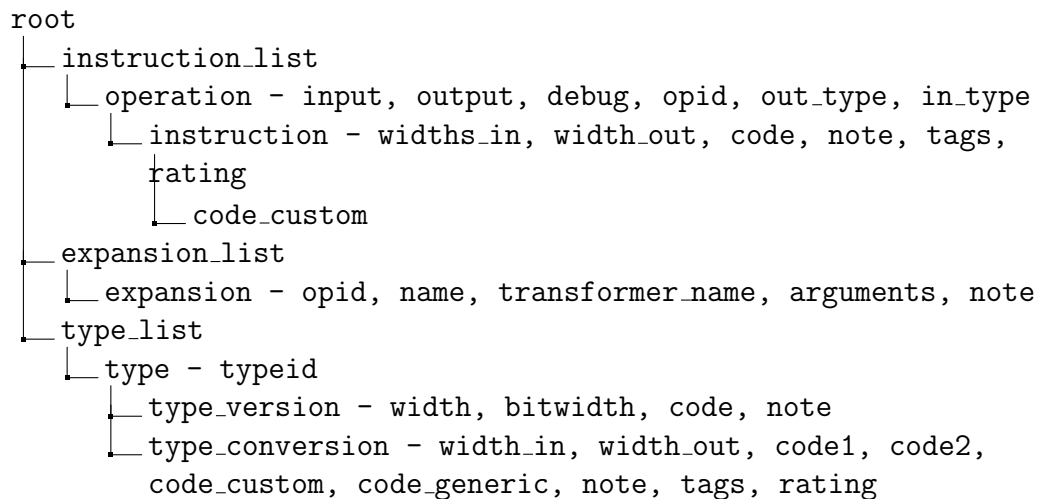 root
instruction_list
operation - input, output, debug, opid, out_type, in_type
instruction - widths_in, width_out, code, note, tags,
rating
code_custom
expansion_list
expansion - opid, name, transformer_name, arguments, note
type_list
type - typeid
type_version - width, bitwidth, code, note
type_conversion - width_in, width_out, code1, code2,
code_custom, code_generic, note, tags, rating